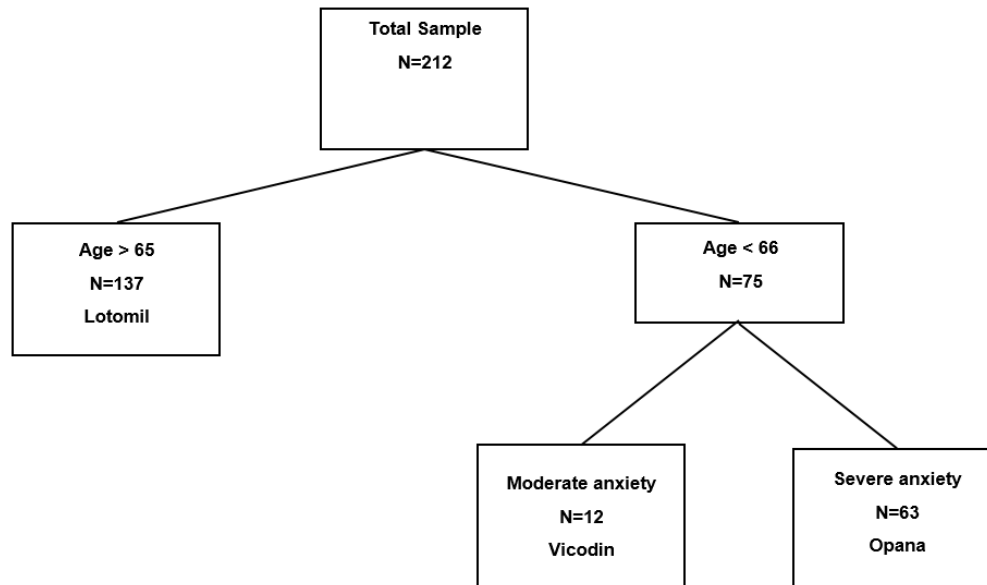 Total Sample
N=212
Age > 65
N=137
Lotomil
Age < 66
N=75
Moderate anxiety
N=12
Vicodin
Severe anxiety
N=63
Opana